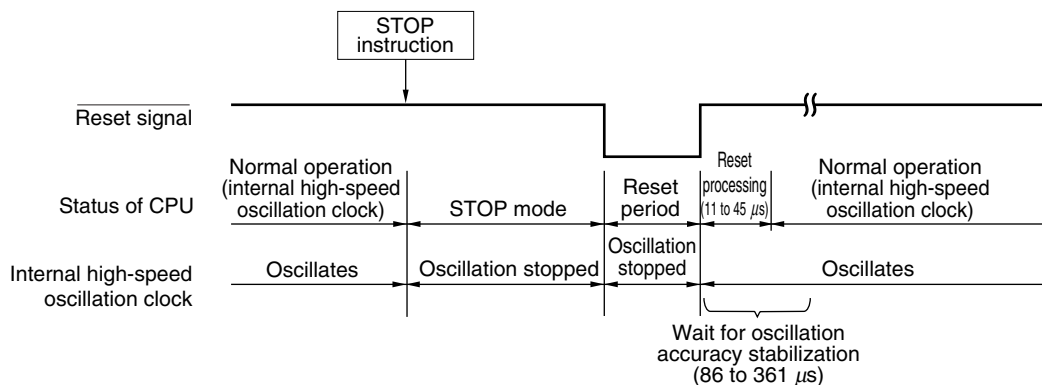 STOP
instruction
Reset signal
Status of CPU
Normal operation
(internal high-speed
oscillation clock)
STOP mode
Reset
period
Reset
processing
(11 to 45 μs)
Normal operation
(internal high-speed
oscillation clock)
Internal high-speed
oscillation clock
Oscillates
Oscillation stopped
Oscillation
stopped
Oscillates
Wait for oscillation
accuracy stabilization
(86 to 361 μs)